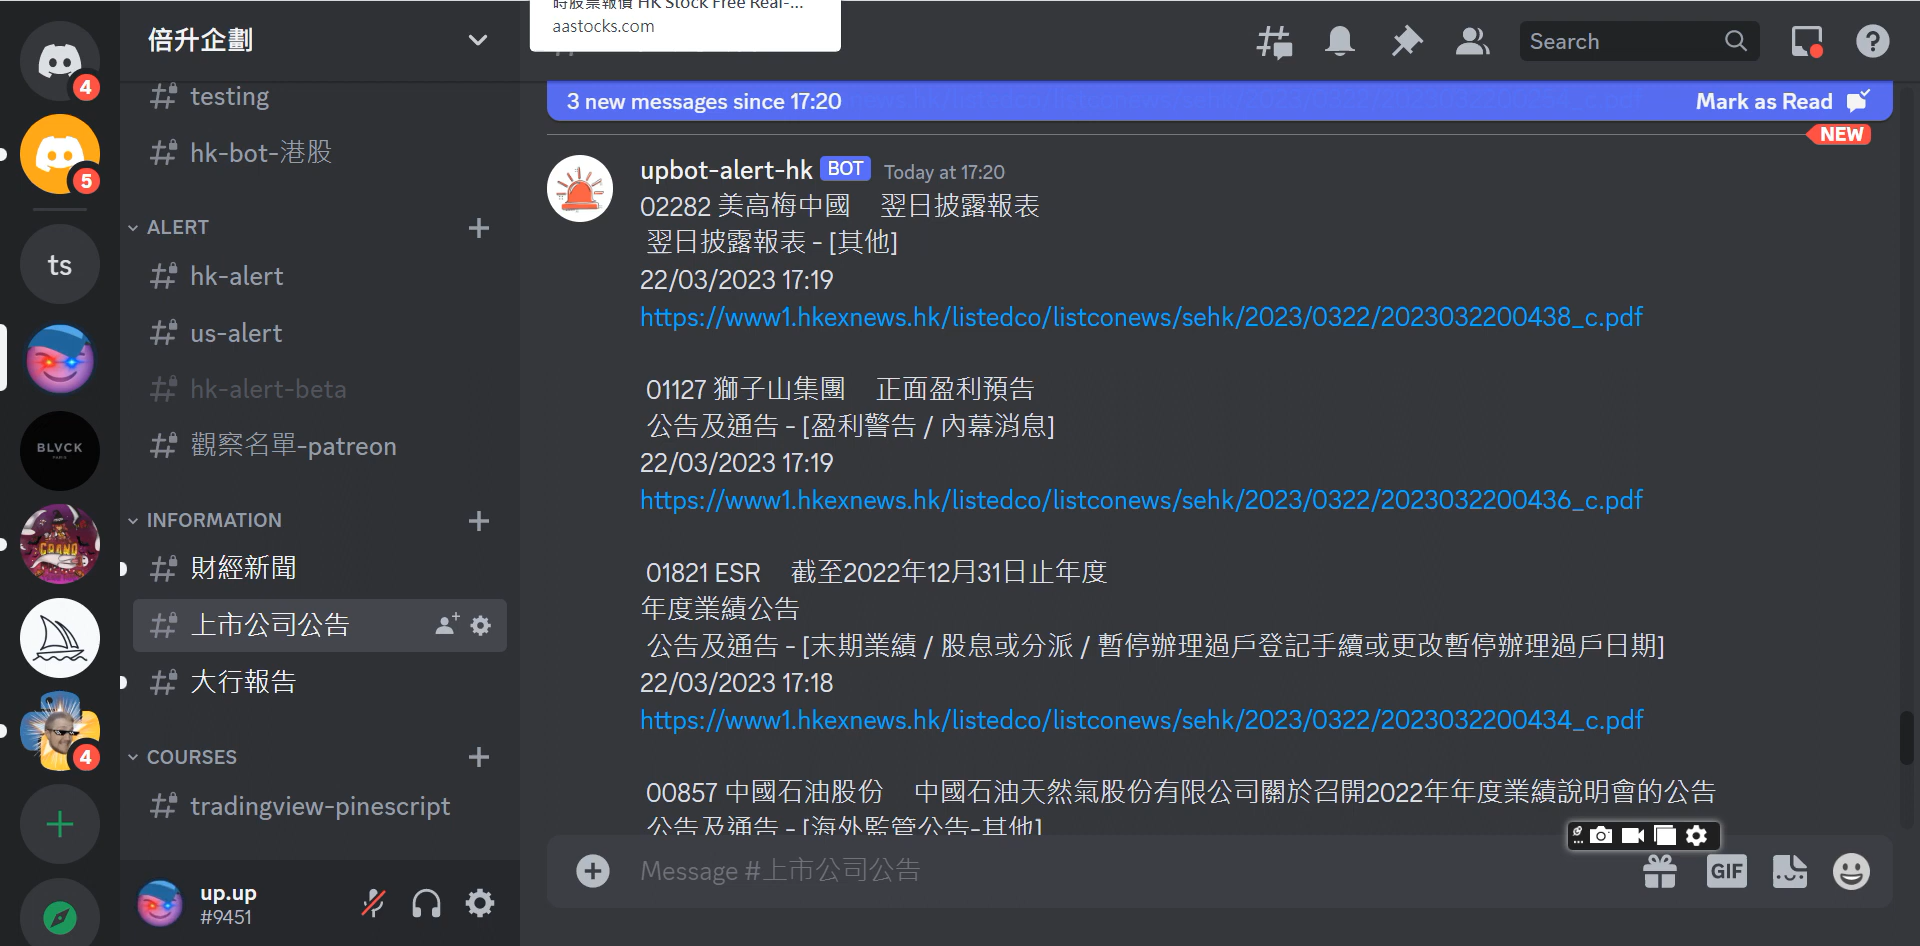 時股票報價 HK Stock Free Real-...
aastocks.com
4
5
ts
BLVCK
GRAND
4
倍升企劃
testing
hk-bot-港股
ALERT
hk-alert
us-alert
hk-alert-beta
觀察名單-patreon
INFORMATION
財經新聞
上市公司公告
大行報告
COURSES
tradingview-pinescript
up.up
#9451
Search
3 new messages since 17:20
Mark as Read
NEW
upbot-alert-hk BOT Today at 17:20
02282 美高梅中國 翌日披露報表
翌日披露報表 - [其他]
22/03/2023 17:19
https://www1.hkexnews.hk/listedco/listconews/sehk/2023/0322/2023032200438_c.pdf
01127 獅子山集團 正面盈利預告
公告及通告 - [盈利警告 / 內幕消息]
22/03/2023 17:19
https://www1.hkexnews.hk/listedco/listconews/sehk/2023/0322/2023032200436_c.pdf
01821 ESR 截至2022年12月31日止年度
年度業績公告
公告及通告 - [末期業績 / 股息或分派 / 暫停辦理過戶登記手續或更改暫停辦理過戶日期]
22/03/2023 17:18
https://www1.hkexnews.hk/listedco/listconews/sehk/2023/0322/2023032200434_c.pdf
00857 中國石油股份 中國石油天然氣股份有限公司關於召開2022年年度業績說明會的公告
公告及通告 - [海外監管公告-其他]
Message #上市公司公告
GIF